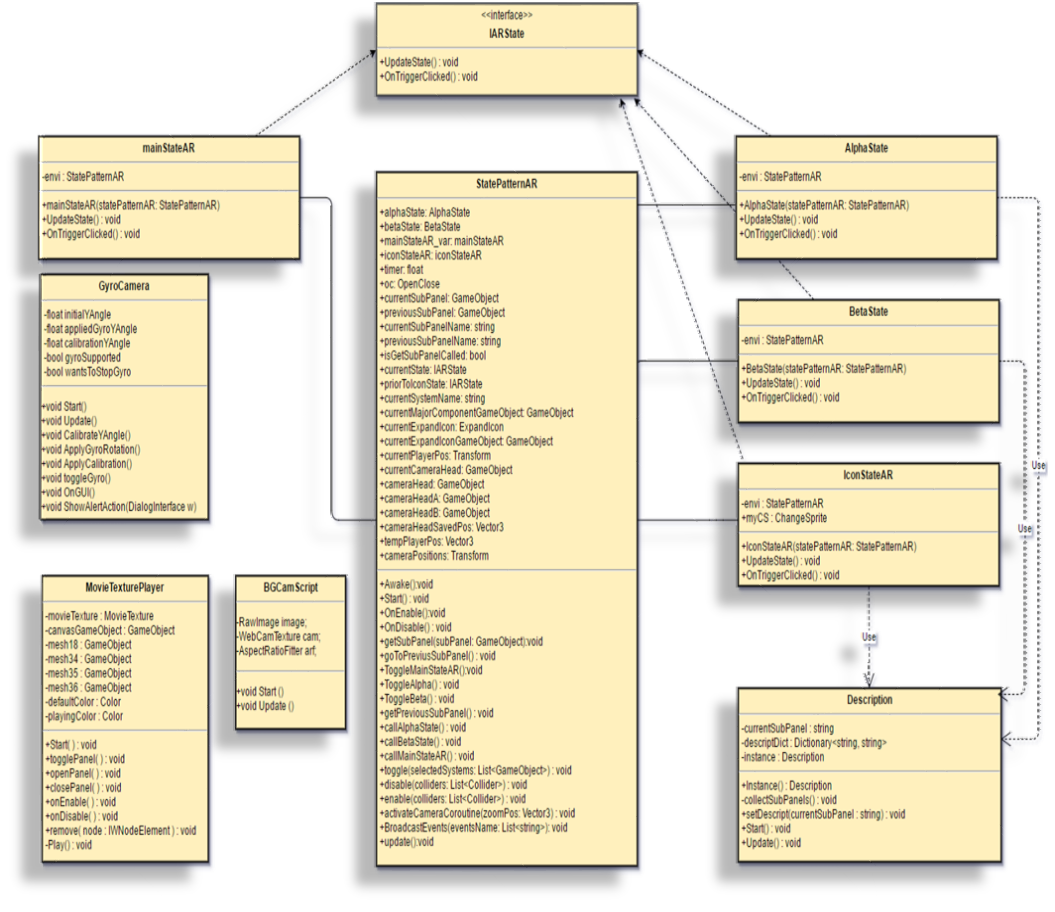 <<interface>>
IARState
+UpdateState() : void
+OnTriggerClicked() : void
mainStateAR
-envi : StatePatternAR
+mainStateAR(statePatternAR: StatePatternAR)
+UpdateState() : void
+OnTriggerClicked() : void
GyroCamera
-float initialYAngle
-float appliedGyroYAngle
-float calibrationYAngle
-bool gyroSupported
-bool wantsToStopGyro
+void Start()
+void Update()
+void CalibrateYAngle()
+void ApplyGyroRotation()
+void ApplyCalibration()
+void toggleGyro()
+void OnGUI()
+void ShowAlertAction(DialogInterface w)
MovieTexturePlayer
-movieTexture : MovieTexture
-canvasGameObject : GameObject
-mesh18 : GameObject
-mesh34 : GameObject
-mesh35 : GameObject
-mesh36 : GameObject
-defaultColor : Color
-playingColor : Color
+Start( ) : void
+togglePanel( ) : void
+openPanel( ) : void
+closePanel( ) : void
+onEnable( ) : void
+onDisable( ) : void
+remove( node : IWNodeElement ) : void
-Play() : void
BGCamScript
-RawImage image;
-WebCamTexture cam;
-AspectRatioFitter arf;
+void Start ()
+void Update ()
StatePatternAR
+alphaState: AlphaState
+betaState: BetaState
+mainStateAR_var: mainStateAR
+iconStateAR: iconStateAR
+timer: float
+oc: OpenClose
+currentSubPanel: GameObject
+previousSubPanel: GameObject
+currentSubPanelName: string
+previousSubPanelName: string
+isGetSubPanelCalled: bool
+currentState: IARState
+priorToIconState: IARState
+currentSystemName: string
+currentMajorComponentGameObject: GameObject
+currentExpandIcon: ExpandIcon
+currentExpandIconGameObject: GameObject
+currentPlayerPos: Transform
+currentCameraHead: GameObject
+cameraHead: GameObject
+cameraHeadA: GameObject
+cameraHeadB: GameObject
+cameraHeadSavedPos: Vector3
+tempPlayerPos: Vector3
+cameraPositions: Transform
+Awake():void
+Start() : void
+OnEnable():void
+OnDisable() : void
+getSubPanel(subPanel: GameObject):void
+goToPreviusSubPanel() : void
+ToggleMainStateAR():void
+ToggleAlpha() : void
+ToggleBeta() : void
+getPreviousSubPanel() : void
+callAlphaState() : void
+callBetaState() : void
+callMainStateAR() : void
+toggle(selectedSystems: List<GameObject>) : void
+disable(colliders: List<Collider>) : void
+enable(colliders: List<Collider>) : void
+activateCameraCoroutine(zoomPos: Vector3) : void
+BroadcastEvents(eventsName: List<string>): void
+update():void
AlphaState
-envi : StatePatternAR
+AlphaState(statePatternAR: StatePatternAR)
+UpdateState() : void
+OnTriggerClicked() : void
BetaState
-envi : StatePatternAR
+BetaState(statePatternAR: StatePatternAR)
+UpdateState() : void
+OnTriggerClicked() : void
IconStateAR
-envi : StatePatternAR
+myCS : ChangeSprite
+IconStateAR(statePatternAR : StatePatternAR)
+UpdateState() : void
+OnTriggerClicked() : void
Use
Use
Use
Description
-currentSubPanel : string
-descriptDict : Dictionary<string, string>
-instance : Description
+Instance() : Description
-collectSubPanels() : void
+setDescript(currentSubPanel : string) : void
+Start() : void
+Update() : void